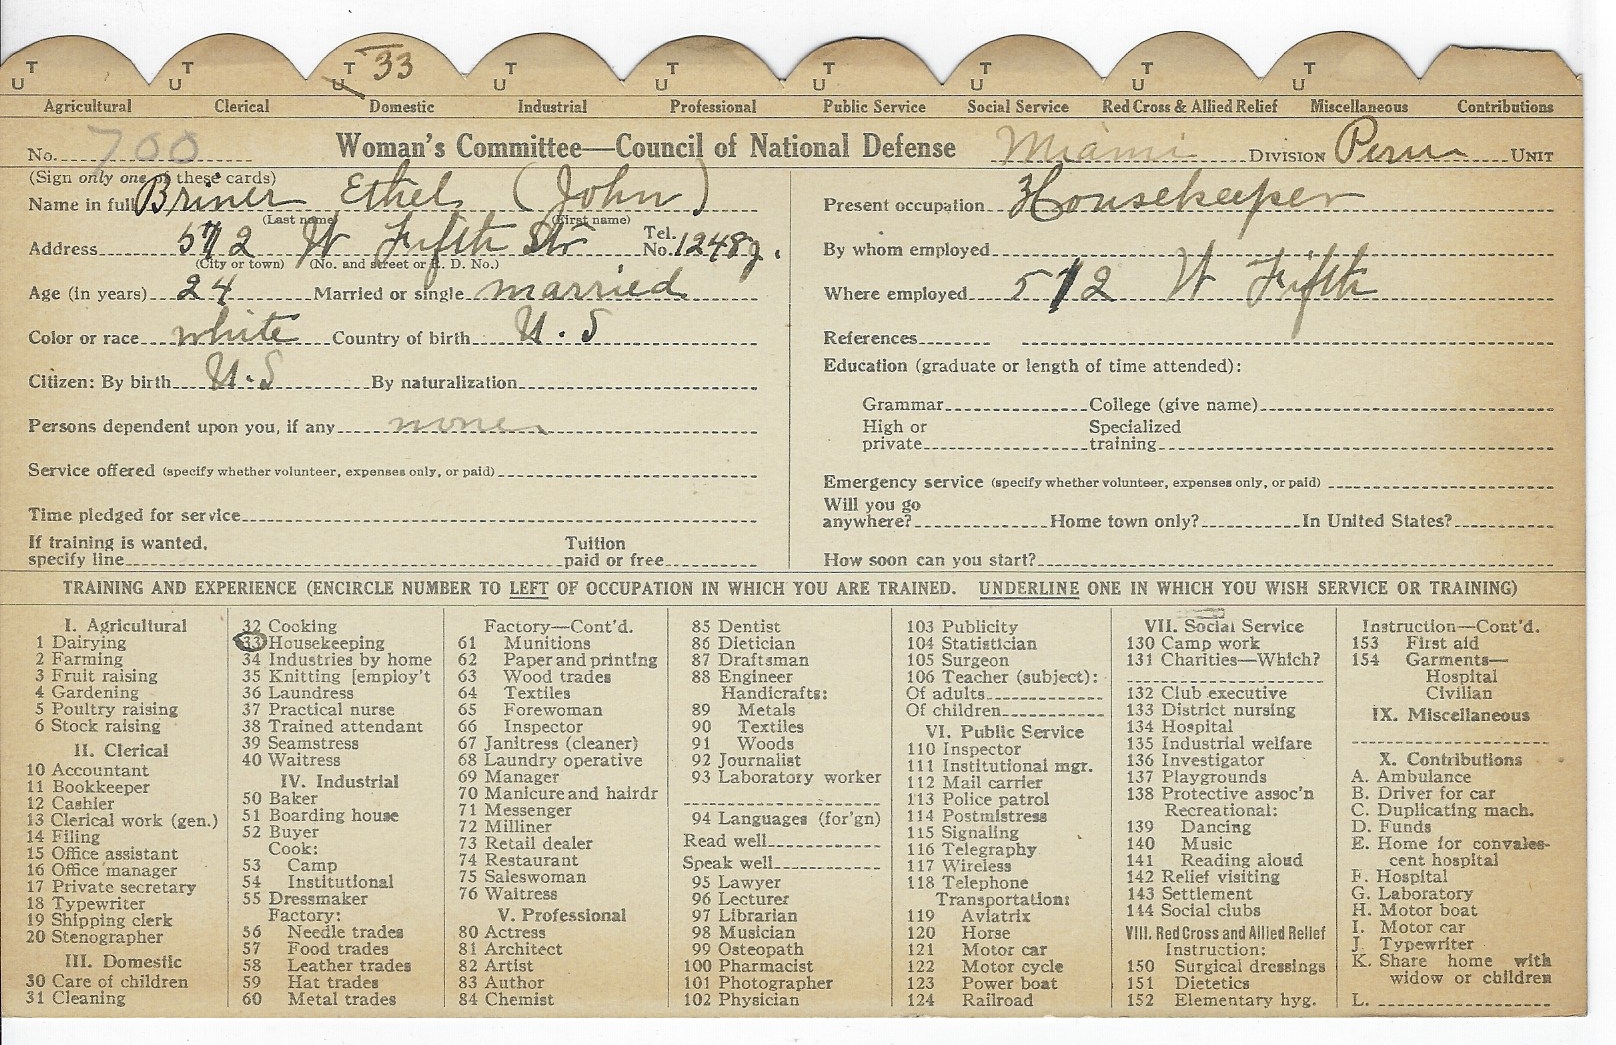 T T T 33 T T T T T T
U U U U U U U U U
Agricultural Clerical Domestic Industrial Professional Public Service Social Service Red Cross & Allied Relief Miscellaneous Contributions
No. 700 Woman's Committee—Council of National Defense Miami DIVISION Peru UNIT
(Sign only one of these cards)
Name in full Briner Ethel (John)
(Last name) (First name)
Address 512 W Fifth Str Tel. No. 1248J.
(City or town) (No. and street or R. D. No.)
Age (in years) 24 Married or single married
Color or race white Country of birth U.S
Citizen: By birth U.S By naturalization
Persons dependent upon you, if any none
Service offered (specify whether volunteer, expenses only, or paid)
Time pledged for service
If training is wanted, specify line Tuition paid or free
Present occupation Housekeeper
By whom employed
Where employed 512 W Fifth
References
Education (graduate or length of time attended):
Grammar College (give name)
High or private Specialized training
Emergency service (specify whether volunteer, expenses only, or paid)
Will you go anywhere? Home town only? In United States?
How soon can you start?
TRAINING AND EXPERIENCE (ENCIRCLE NUMBER TO LEFT OF OCCUPATION IN WHICH YOU ARE TRAINED. UNDERLINE ONE IN WHICH YOU WISH SERVICE OR TRAINING)
I. Agricultural
1 Dairying
2 Farming
3 Fruit raising
4 Gardening
5 Poultry raising
6 Stock raising
II. Clerical
10 Accountant
11 Bookkeeper
12 Cashier
13 Clerical work (gen.)
14 Filing
15 Office assistant
16 Office manager
17 Private secretary
18 Typewriter
19 Shipping clerk
20 Stenographer
III. Domestic
30 Care of children
31 Cleaning
32 Cooking
33 Housekeeping
34 Industries by home
35 Knitting [employ't
36 Laundress
37 Practical nurse
38 Trained attendant
39 Seamstress
40 Waitress
IV. Industrial
50 Baker
51 Boarding house
52 Buyer
Cook:
53 Camp
54 Institutional
55 Dressmaker
Factory:
56 Needle trades
57 Food trades
58 Leather trades
59 Hat trades
60 Metal trades
Factory—Cont'd.
61 Munitions
62 Paper and printing
63 Wood trades
64 Textiles
65 Forewoman
66 Inspector
67 Janitress (cleaner)
68 Laundry operative
69 Manager
70 Manicure and hairdr
71 Messenger
72 Milliner
73 Retail dealer
74 Restaurant
75 Saleswoman
76 Waitress
V. Professional
80 Actress
81 Architect
82 Artist
83 Author
84 Chemist
85 Dentist
86 Dietician
87 Draftsman
88 Engineer
Handicrafts:
89 Metals
90 Textiles
91 Woods
92 Journalist
93 Laboratory worker
94 Languages (for'gn)
Read well
Speak well
95 Lawyer
96 Lecturer
97 Librarian
98 Musician
99 Osteopath
100 Pharmacist
101 Photographer
102 Physician
103 Publicity
104 Statistician
105 Surgeon
106 Teacher (subject):
Of adults
Of children
VI. Public Service
110 Inspector
111 Institutional mgr.
112 Mail carrier
113 Police patrol
114 Postmistress
115 Signaling
116 Telegraphy
117 Wireless
118 Telephone
Transportation:
119 Aviatrix
120 Horse
121 Motor car
122 Motor cycle
123 Power boat
124 Railroad
VII. Social Service
130 Camp work
131 Charities—Which?
132 Club executive
133 District nursing
134 Hospital
135 Industrial welfare
136 Investigator
137 Playgrounds
138 Protective assoc'n
Recreational:
139 Dancing
140 Music
141 Reading aloud
142 Relief visiting
143 Settlement
144 Social clubs
VIII. Red Cross and Allied Relief
Instruction:
150 Surgical dressings
151 Dietetics
152 Elementary hyg.
Instruction—Cont'd.
153 First aid
154 Garments—
Hospital
Civilian
IX. Miscellaneous
X. Contributions
A. Ambulance
B. Driver for car
C. Duplicating mach.
D. Funds
E. Home for convales-
cent hospital
F. Hospital
G. Laboratory
H. Motor boat
I. Motor car
J. Typewriter
K. Share home with
widow or children
L.